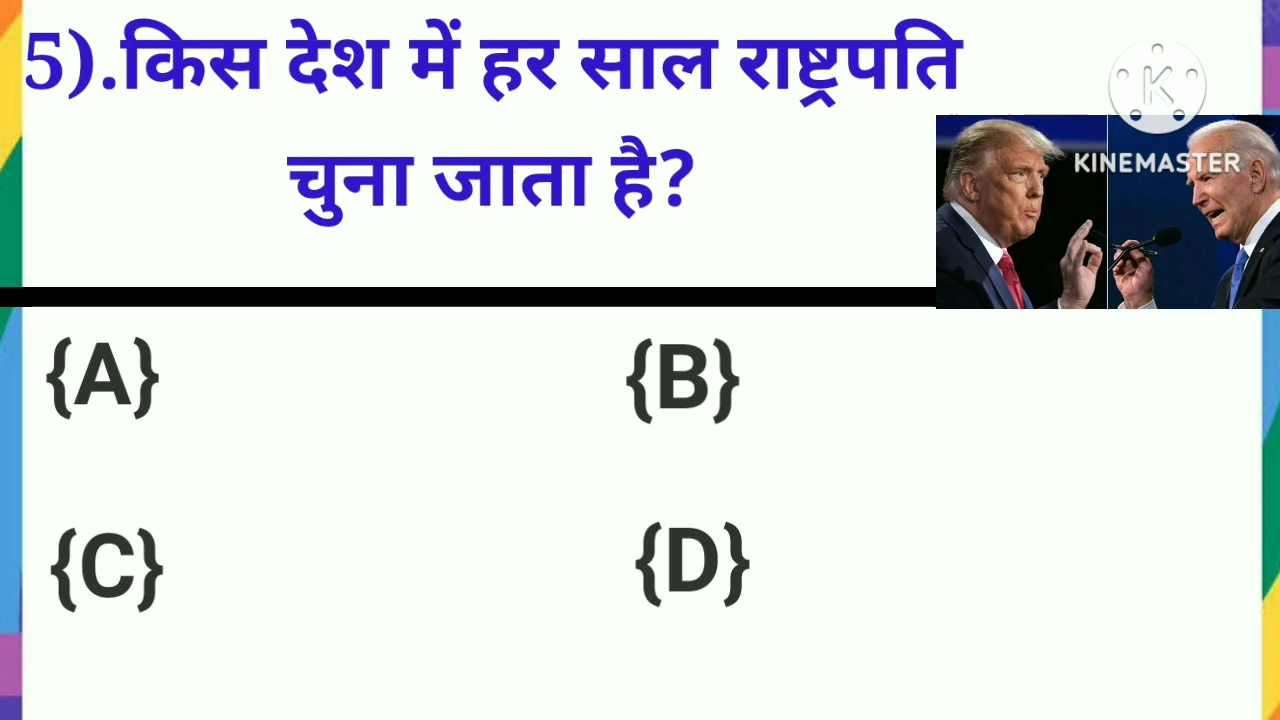 5).किस देश में हर साल राष्ट्रपति
चुना जाता है?
K
KINEMASTER
{A}
{B}
{C}
{D}